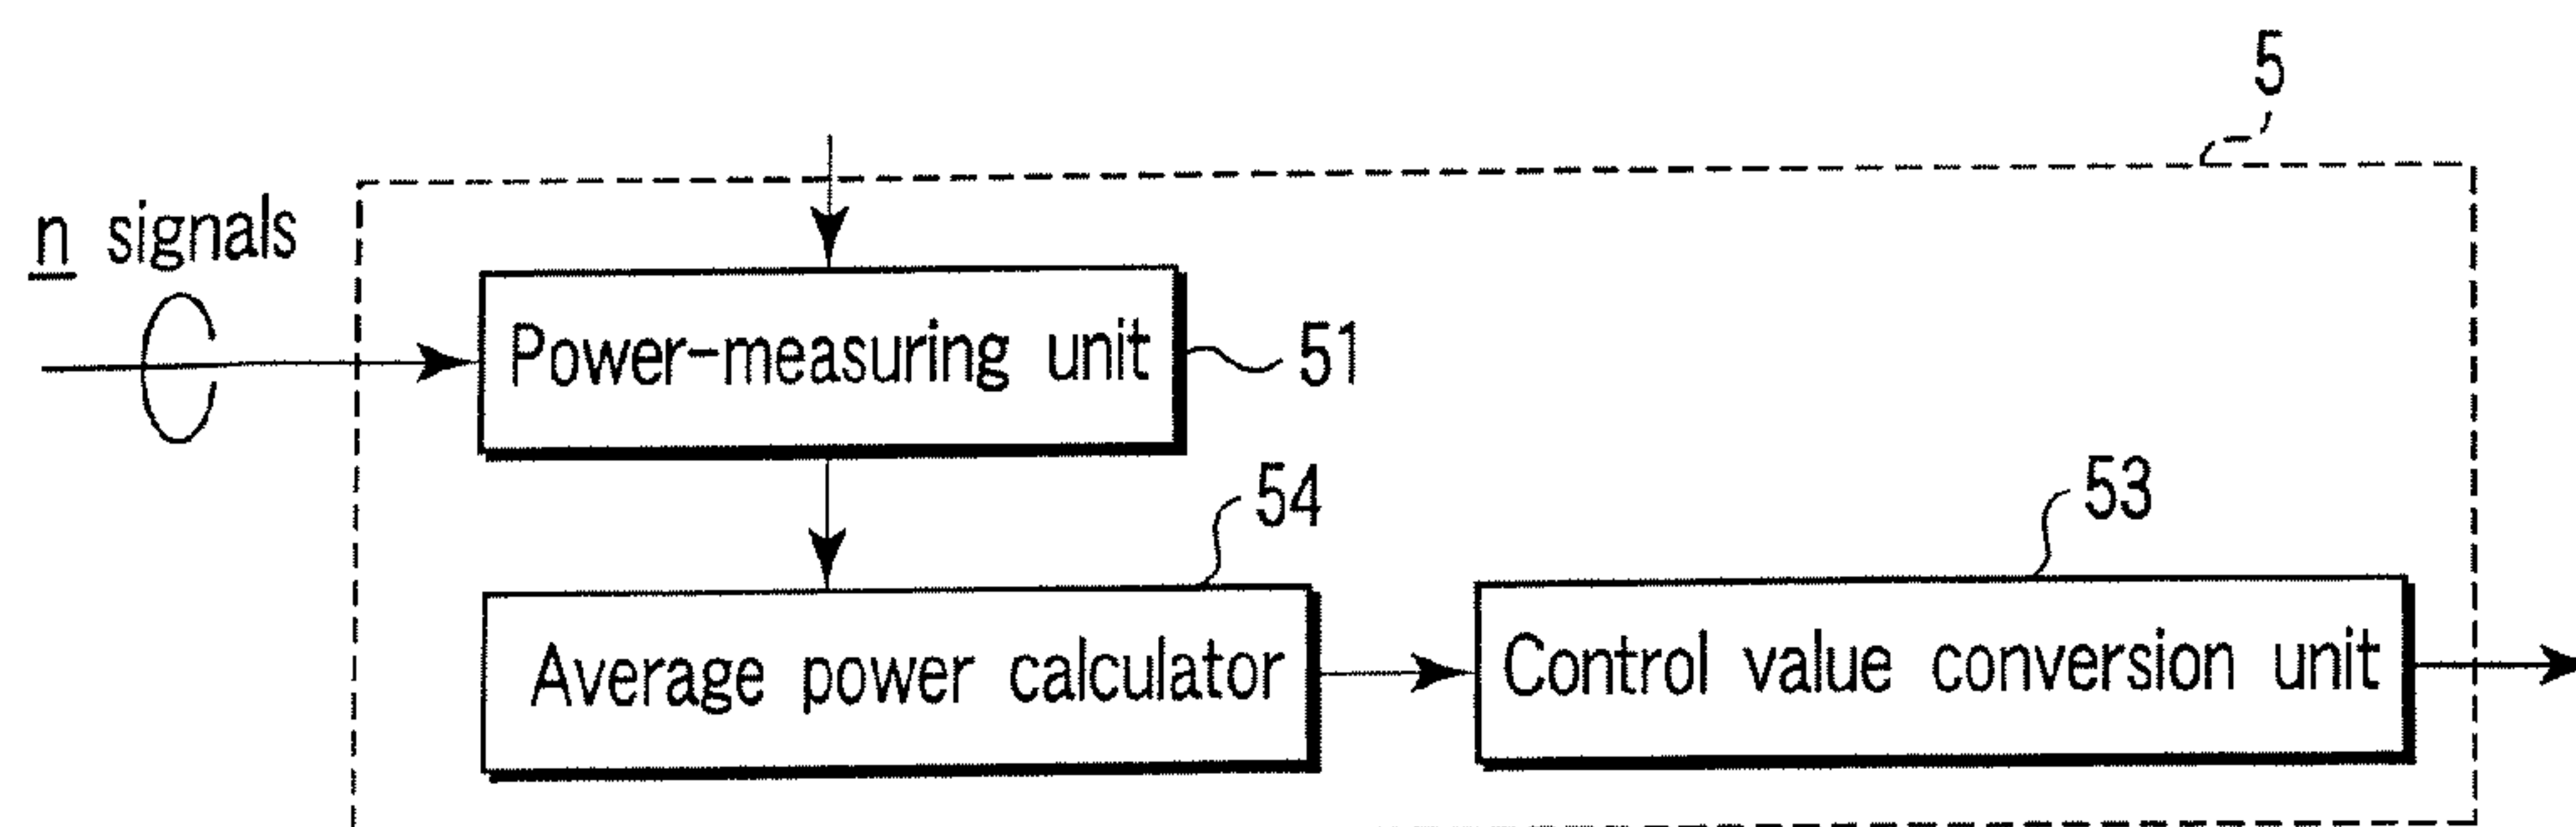 5
n signals
Power-measuring unit
51
54
53
Average power calculator
Control value conversion unit